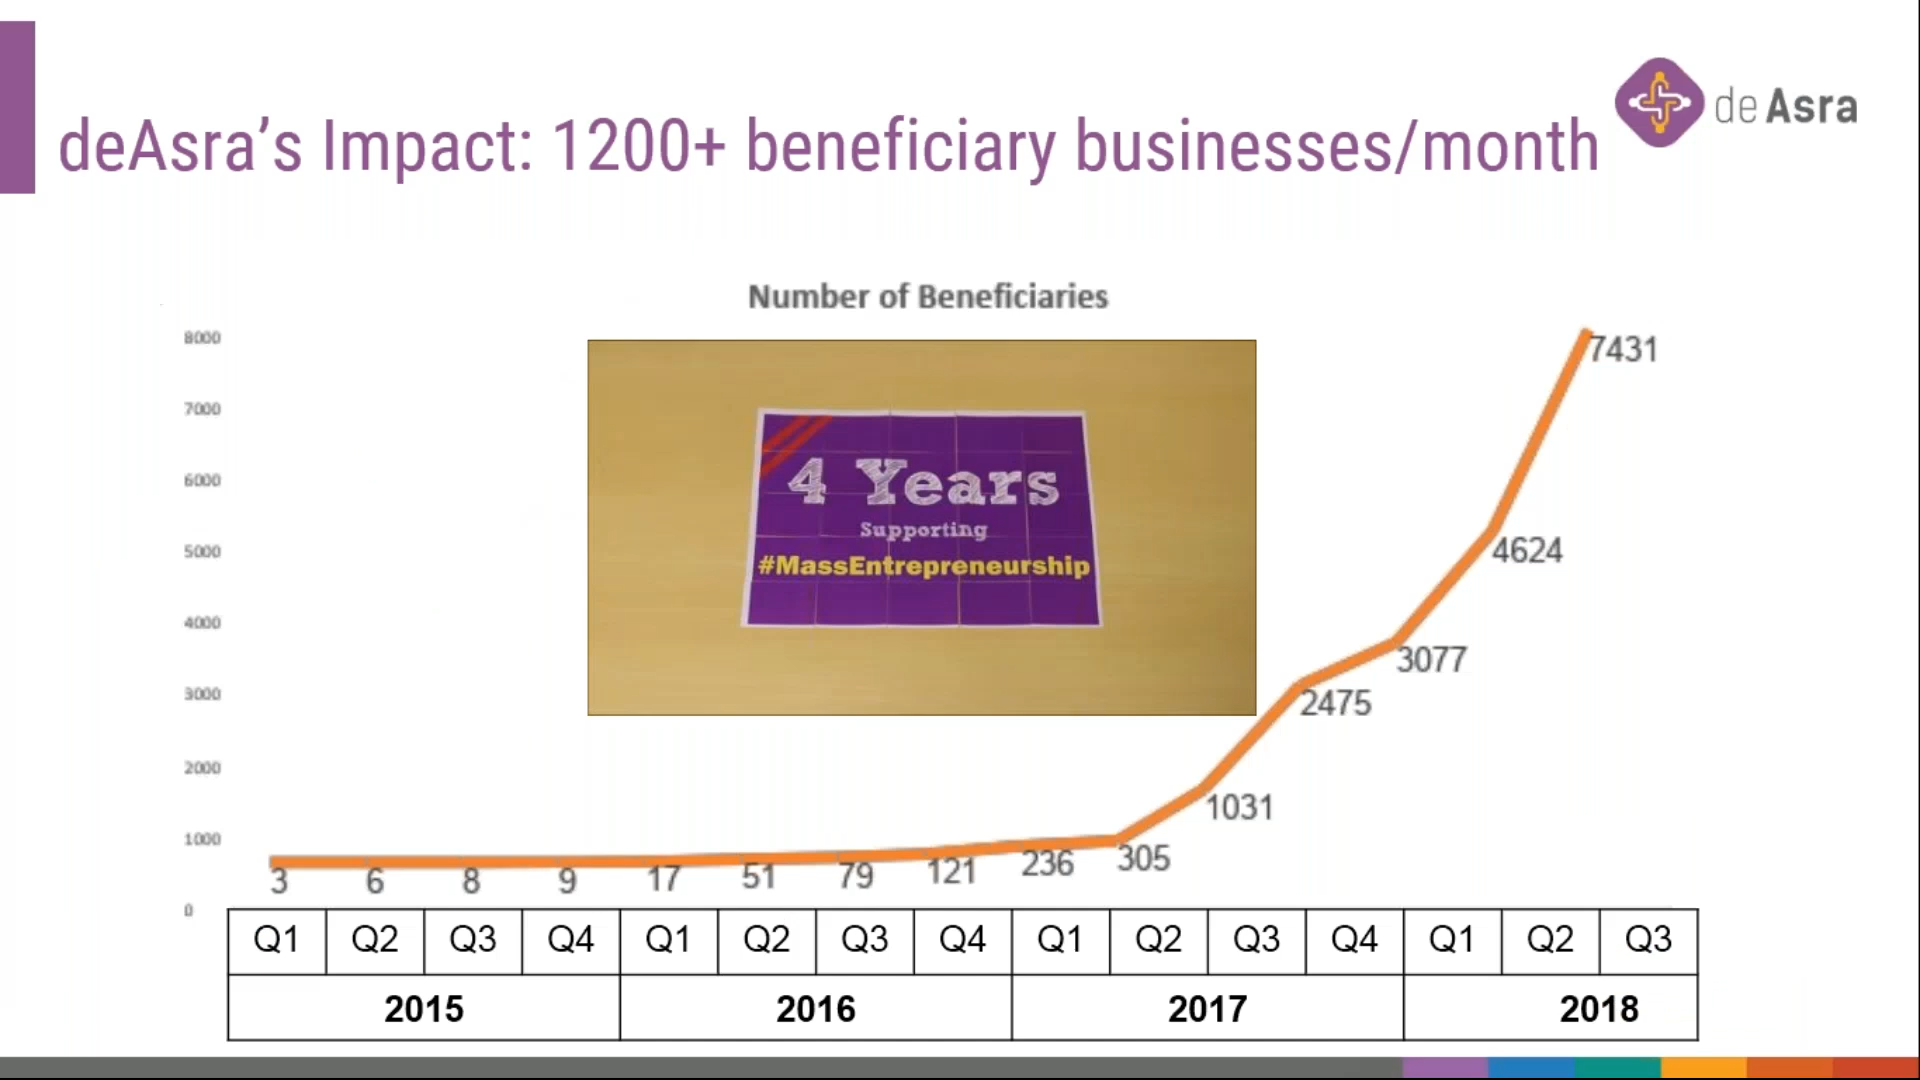 deAsra’s Impact: 1200+ beneficiary businesses/month
de Asra
Number of Beneficiaries
8000
7000
6000
5000
4000
3000
2000
1000
0
4 Years
Supporting
#MassEntrepreneurship
3 6 8 9 17 51 79 121 236 305 1031 2475 3077 4624 7431
Q1 Q2 Q3 Q4 Q1 Q2 Q3 Q4 Q1 Q2 Q3 Q4 Q1 Q2 Q3
2015 2016 2017 2018